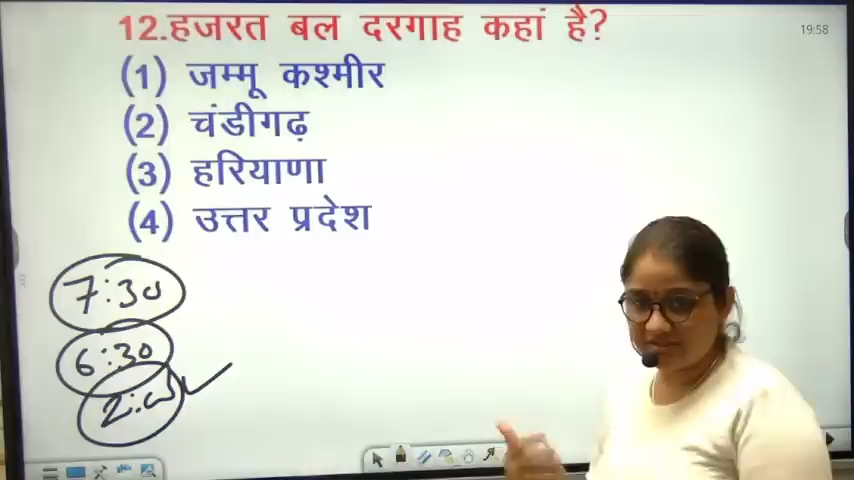 12.हजरत बल दरगाह कहां है?
19:58
(1) जम्मू कश्मीर
(2) चंडीगढ़
(3) हरियाणा
(4) उत्तर प्रदेश
7:30
6:30